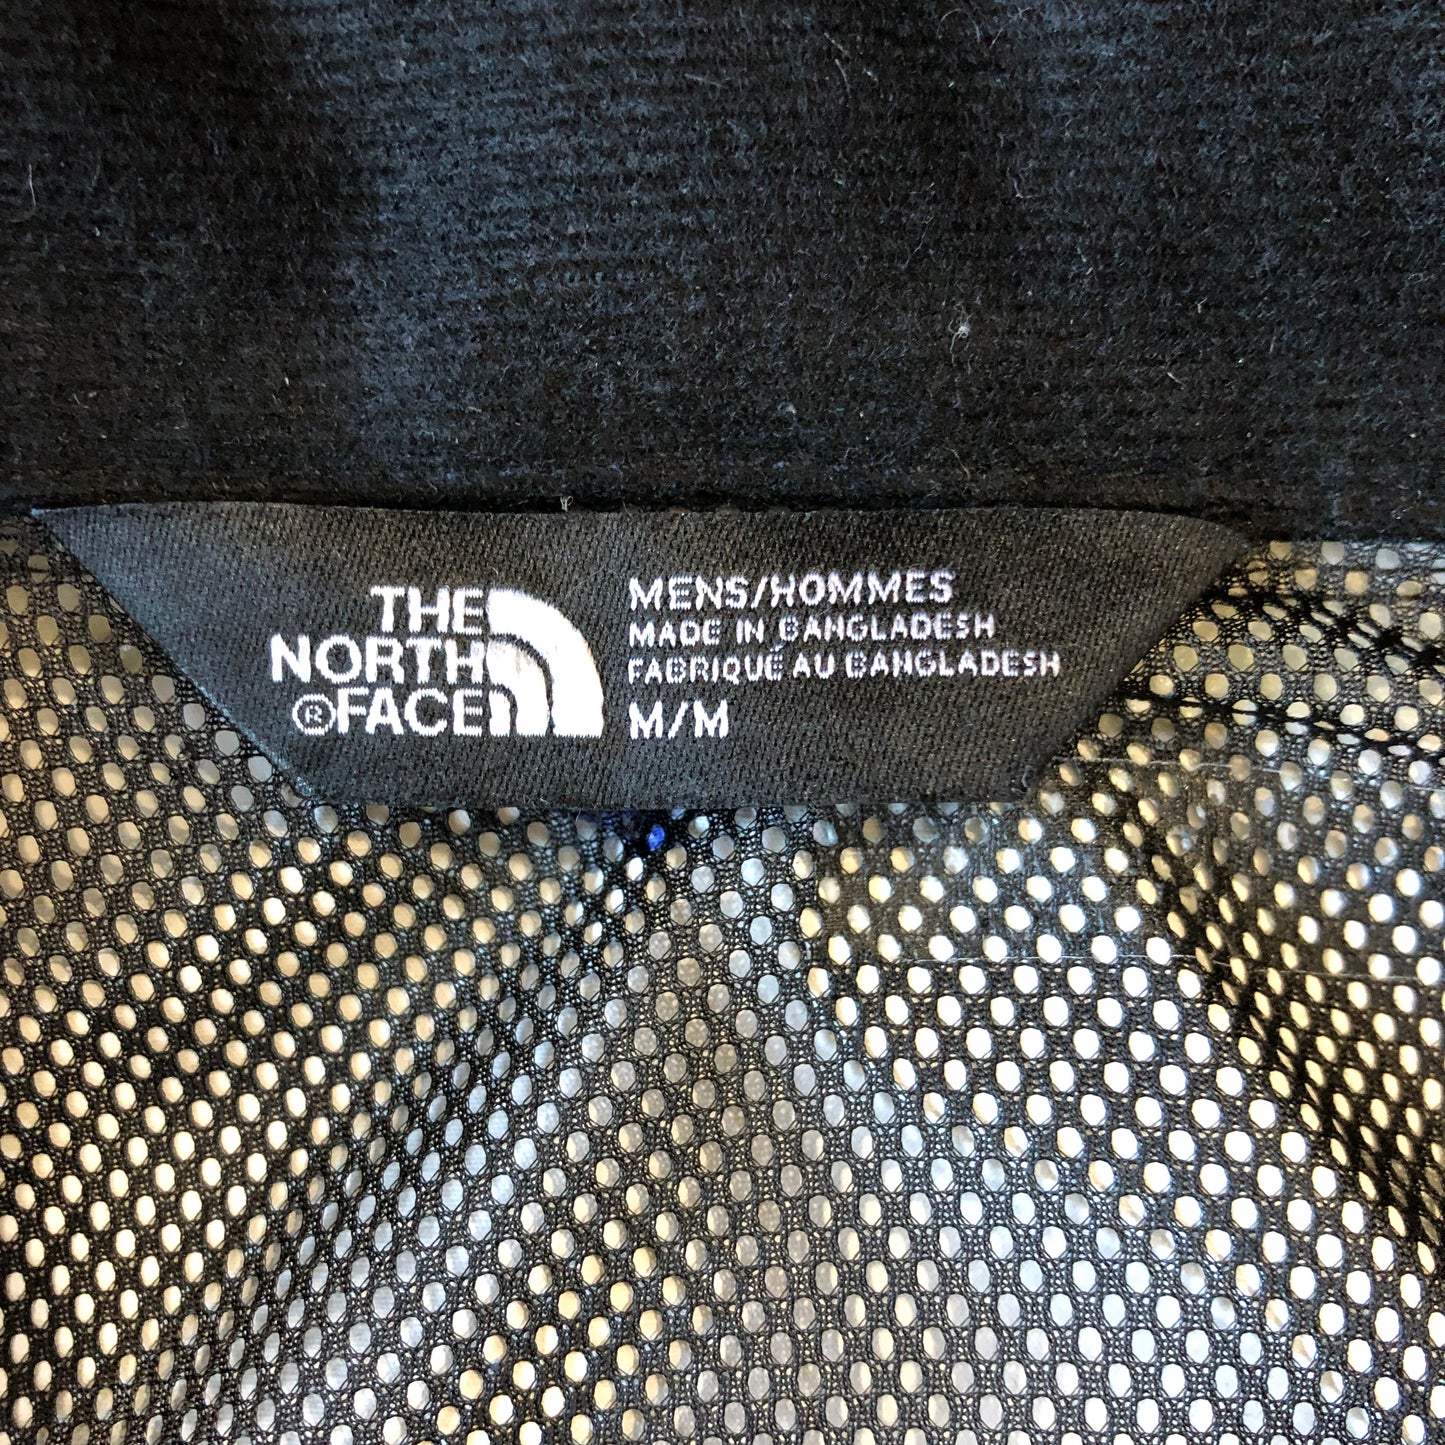 THE
NORTH
®FACE
MENS/HOMMES
MADE IN BANGLADESH
FABRIQUÉ AU BANGLADESH
M/M